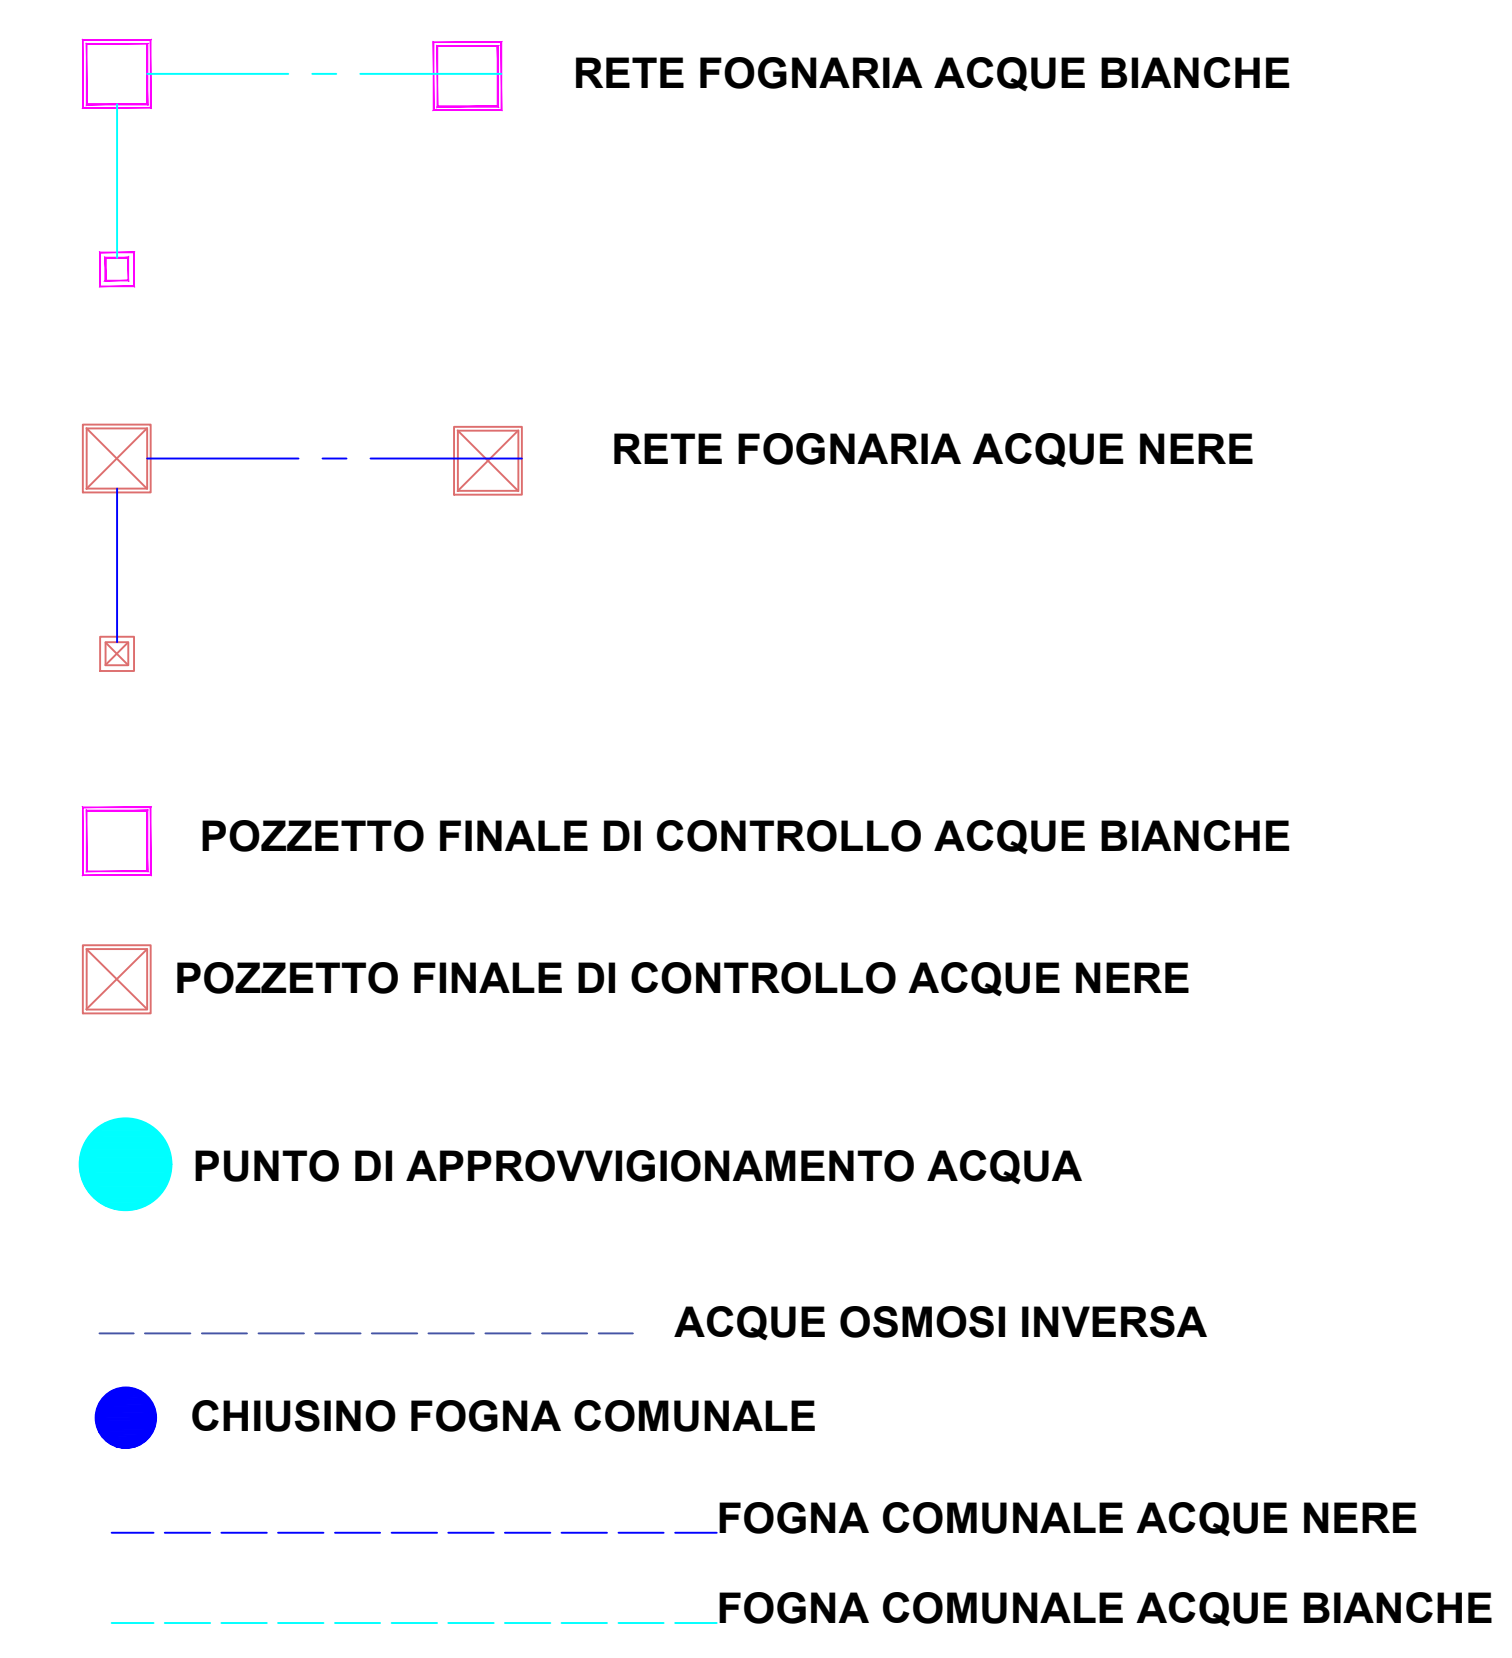 RETE FOGNARIA ACQUE BIANCHE
RETE FOGNARIA ACQUE NERE
POZZETTO FINALE DI CONTROLLO ACQUE BIANCHE
POZZETTO FINALE DI CONTROLLO ACQUE NERE
PUNTO DI APPROVVIGIONAMENTO ACQUA
ACQUE OSMOSI INVERSA
CHIUSINO FOGNA COMUNALE
FOGNA COMUNALE ACQUE NERE
FOGNA COMUNALE ACQUE BIANCHE